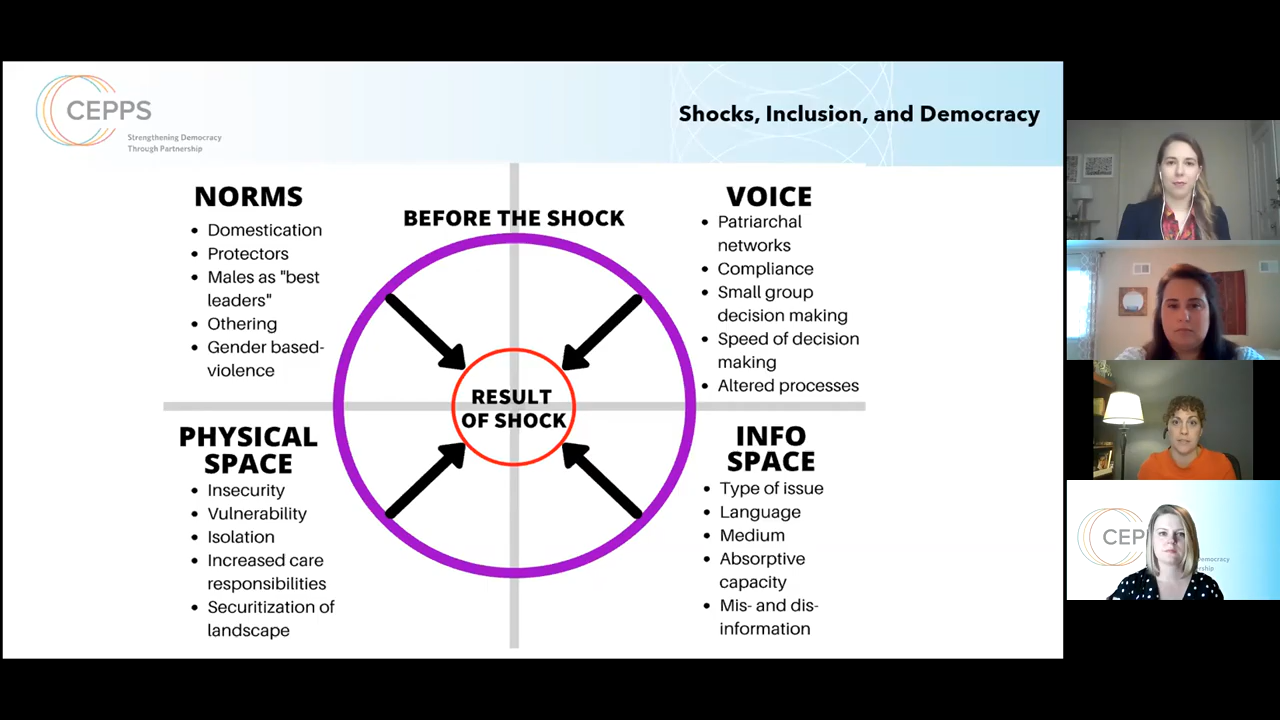 CEPPS
Strengthening Democracy
Through Partnership
Shocks, Inclusion, and Democracy
NORMS
• Domestication
• Protectors
• Males as "best
leaders"
• Othering
• Gender based-
violence
BEFORE THE SHOCK
VOICE
• Patriarchal
networks
• Compliance
• Small group
decision making
• Speed of decision
making
• Altered processes
RESULT
OF SHOCK
PHYSICAL
SPACE
• Insecurity
• Vulnerability
• Isolation
• Increased care
responsibilities
• Securitization of
landscape
INFO
SPACE
• Type of issue
• Language
• Medium
• Absorptive
capacity
• Mis- and dis-
information
CEP